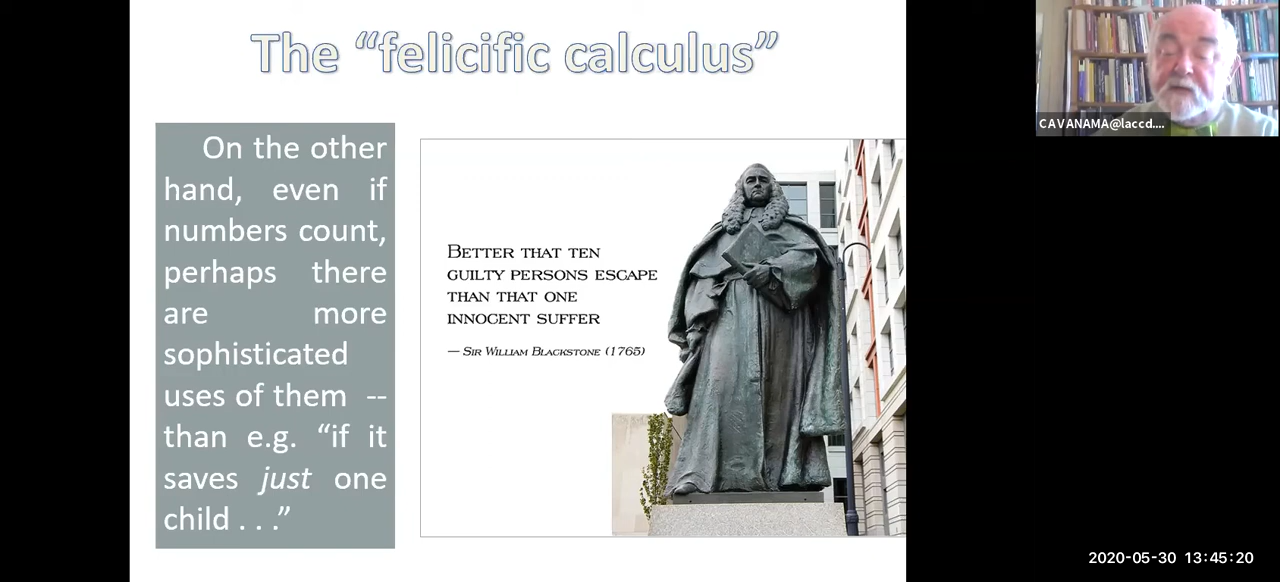 The “felicific calculus”
On the other
hand, even if
numbers count,
perhaps there
are more
sophisticated
uses of them --
than e.g. “if it
saves just one
child . . .”
BETTER THAT TEN
GUILTY PERSONS ESCAPE
THAN THAT ONE
INNOCENT SUFFER
— SIR WILLIAM BLACKSTONE (1765)
CAVANAMA@laccd....
2020-05-30 13:45:20